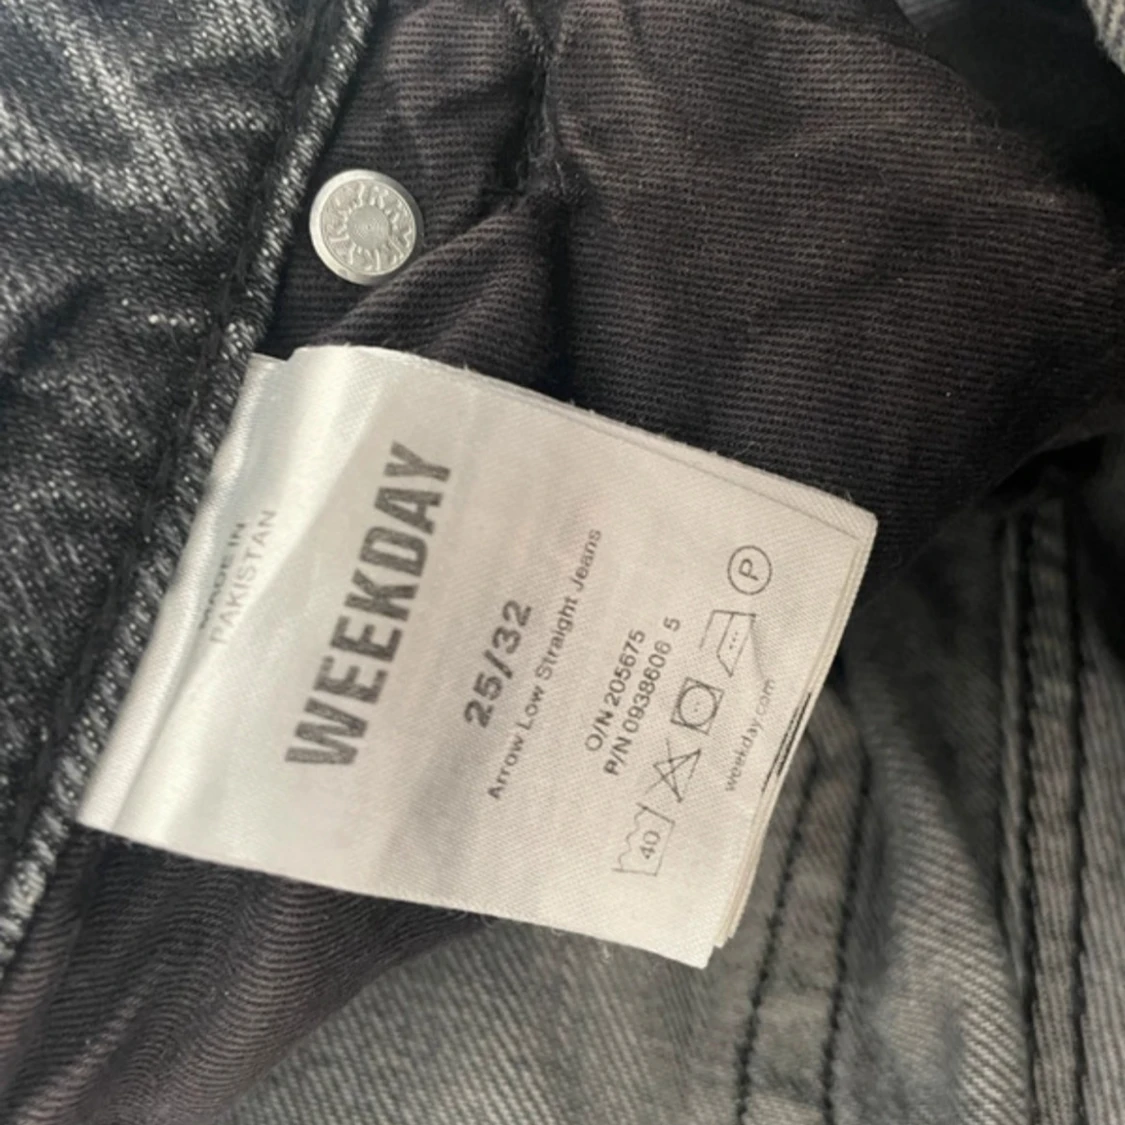 MADE IN
PAKISTAN
WEEKDAY
25/32
Arrow Low Straight Jeans
O/N 205675
P/N 0938606 5
40
P
weekday.com